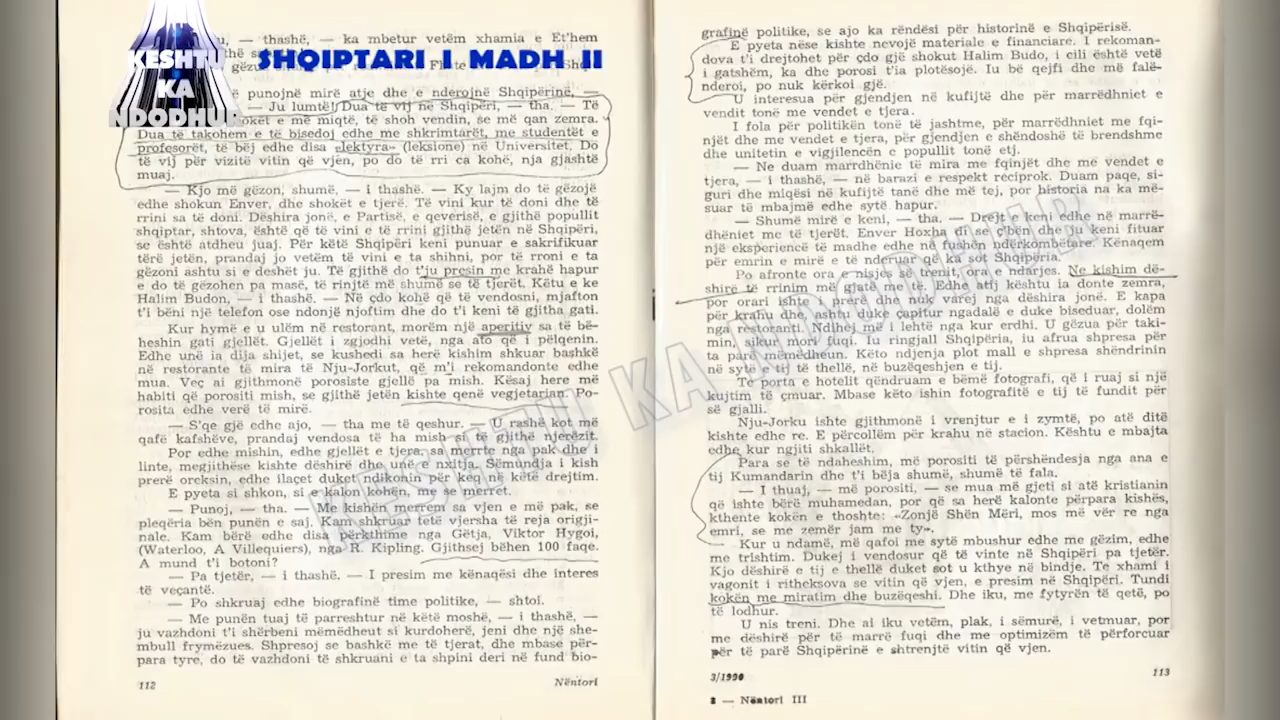 KESHTU
KA
NDODHUR
SHQIPTARI I MADH II
— thashë, — ka mbetur vetëm xhamia e Et'hem
punojnë mirë atje dhe e nderojnë Shqipërinë, —
— Ju lumtë! Dua të vij në Shqipëri, — tha. — Të
e mi miqtë, të shoh vendin, se më qan zemra.
Dua të takohem e të bisedoj edhe me shkrimtarët, me studentët e
profesorët, të bëj edhe disa «lektyra» (leksione) në Universitet. Do
të vij për vizitë vitin që vjen, po do të rri ca kohë, nja gjashtë
muaj.
— Kjo më gëzon, shumë, — i thashë. — Ky lajm do të gëzojë
edhe shokun Enver, dhe shokët e tjerë. Të vini kur të doni dhe të
rrini sa të doni. Dëshira jonë, e Partisë, e qeverisë, e gjithë popullit
shqiptar, shtova, është që të vini e të rrini gjithë jetën në Shqipëri,
se është atdheu juaj. Për këtë Shqipëri keni punuar e sakrifikuar
tërë jetën, prandaj jo vetëm të vini e ta shihni, por të rroni e ta
gëzoni ashtu si e deshët ju. Të gjithë do t'ju presin me krahë hapur
e do të gëzohen pa masë, të rinjtë më shumë se të tjerët. Këtu e ke
Halim Budon, — i thashë. — Në çdo kohë që të vendosni, mjafton
t'i bëni një telefon ose ndonjë njoftim dhe do t'i keni të gjitha gati.
Kur hymë e u ulëm në restorant, morëm një aperitiv sa të bë-
heshin gati gjellët. Gjellët i zgjodhi vetë, nga ato që i pëlqenin.
Edhe unë ia dija shijet, se kushedi sa herë kishim shkuar bashkë
në restorante të mira të Nju-Jorkut, që m'i rekomandonte edhe
mua. Veç ai gjithmonë porosiste gjellë pa mish. Kësaj here më
habiti që porositi mish, se gjithë jetën kishte qenë vegjetarian. Po-
rosita edhe verë të mirë.
— S'qe gjë edhe ajo, — tha me të qeshur. — U rashë kot më
qafë kafshëve, prandaj vendosa të ha mish si të gjithë njerëzit.
Por edhe mishin, edhe gjellët e tjera, sa merrte nga pak dhe i
linte, megjithëse kishte dëshirë dhe unë e nxitja. Sëmundja i kish
prerë oreksin, edhe ilaçet duket ndikonin për keq në këtë drejtim.
E pyeta si shkon, si e kalon kohën, me se merret.
— Punoj, — tha. — Me kishën merrem sa vjen e më pak, se
pleqëria bën punën e saj. Kam shkruar tetë vjersha të reja origji-
nale. Kam bërë edhe disa përkthime nga Gëtja, Viktor Hygoi,
(Waterloo, A Villequiers), nga R. Kipling. Gjithsej bëhen 100 faqe.
A mund t'i botoni?
— Pa tjetër, — i thashë. — I presim me kënaqësi dhe interes
të veçantë.
— Po shkruaj edhe biografinë time politike, — shtoi.
— Me punën tuaj të parreshtur në këtë moshë, — i thashë, —
ju vazhdoni t'i shërbeni mëmëdheut si kurdoherë, jeni dhe një she-
mbull frymëzues. Shpresoj se bashkë me të tjerat, dhe mbase për-
para tyre, do të vazhdoni të shkruani e ta shpini deri në fund bio-
112
Nëntori
grafinë politike, se ajo ka rëndësi për historinë e Shqipërisë.
E pyeta nëse kishte nevojë materiale e financiare. I rekoman-
dova t'i drejtohet për çdo gjë shokut Halim Budo, i cili është vetë
i gatshëm, ka dhe porosi t'ia plotësojë. Iu bë qejfi dhe më falë-
nderoi, po nuk kërkoi gjë.
U interesua për gjendjen në kufijtë dhe për marrëdhniet me
vendit tonë me vendet e tjera.
I fola për politikën tonë të jashtme, për marrëdhniet me fqi-
njët dhe me vendet e tjera, për gjendjen e shëndoshë të brendshme
dhe unitetin e vigjilencën e popullit tonë etj.
— Ne duam marrdhënie të mira me fqinjët dhe me vendet e
tjera, — i thashë, — në barazi e respekt reciprok. Duam paqe, si-
guri dhe miqësi në kufijtë tanë dhe më tej, por historia na ka më-
suar të mbajmë edhe sytë hapur.
— Shumë mirë e keni, — tha. — Drejt e keni edhe në marrë-
dhëniet me të tjerët. Enver Hoxha di se ç'bën dhe ju keni fituar
një eksperiencë të madhe edhe në fushën ndërkombëtare. Kënaqem
për emrin e mirë e të nderuar që ka sot Shqipëria.
Po afronte ora e nisjes së trenit, ora e ndarjes. Ne kishim dë-
shirë të rrinim më gjatë me të. Edhe atij kështu ia donte zemra,
por orari ishte i prerë dhe nuk varej nga dëshira jonë. E kapa
për krahu dhe, ashtu duke çapitur ngadalë e duke biseduar, dolëm
nga restoranti. Ndihej më i lehtë nga kur erdhi. U gëzua për taki-
min, sikur mori fuqi. Iu ringjall Shqipëria, iu afrua shpresa për
ta parë mëmëdheun. Këto ndjenja plot mall e shpresa shëndrinin
në sytë e tij të thellë, në buzëqeshjen e tij.
Te porta e hotelit qëndruam e bëmë fotografi, që i ruaj si një
kujtim të çmuar. Mbase këto ishin fotografitë e tij të fundit për
së gjalli.
Nju-Jorku ishte gjithmonë i vrenjtur e i zymtë, po atë ditë
kishte edhe re. E përcollëm për krahu në stacion. Kështu e mbajta
edhe kur ngjiti shkallët.
Para se të ndaheshim, më porositi të përshëndesja nga ana e
tij Kumandarin dhe t'i bëja shumë, shumë të fala.
— I thuaj, — më porositi, — se mua më gjeti si atë kristianin
që ishte bërë muhamedan, por që sa herë kalonte përpara kishës,
kthente kokën e thoshte: «Zonjë Shën Mëri, mos më vër re nga
emri, se me zemër jam me ty».
Kur u ndamë, më qafoi me sytë mbushur edhe me gëzim, edhe
me trishtim. Dukej i vendosur që të vinte në Shqipëri pa tjetër.
Kjo dëshirë e tij e thellë duket sot u kthye në bindje. Te xhami i
vagonit i ritheksova se vitin që vjen, e presim në Shqipëri. Tundi
kokën me miratim dhe buzëqeshi. Dhe iku, me fytyrën të qetë, po
të lodhur.
U nis treni. Dhe ai iku vetëm, plak, i sëmurë, i vetmuar, por
me dëshirë për të marrë fuqi dhe me optimizëm të përforcuar
për të parë Shqipërinë e shtrenjtë vitin që vjen.
3/1990
113
8 — Nëntori III
KESHTU KA NDODHUR